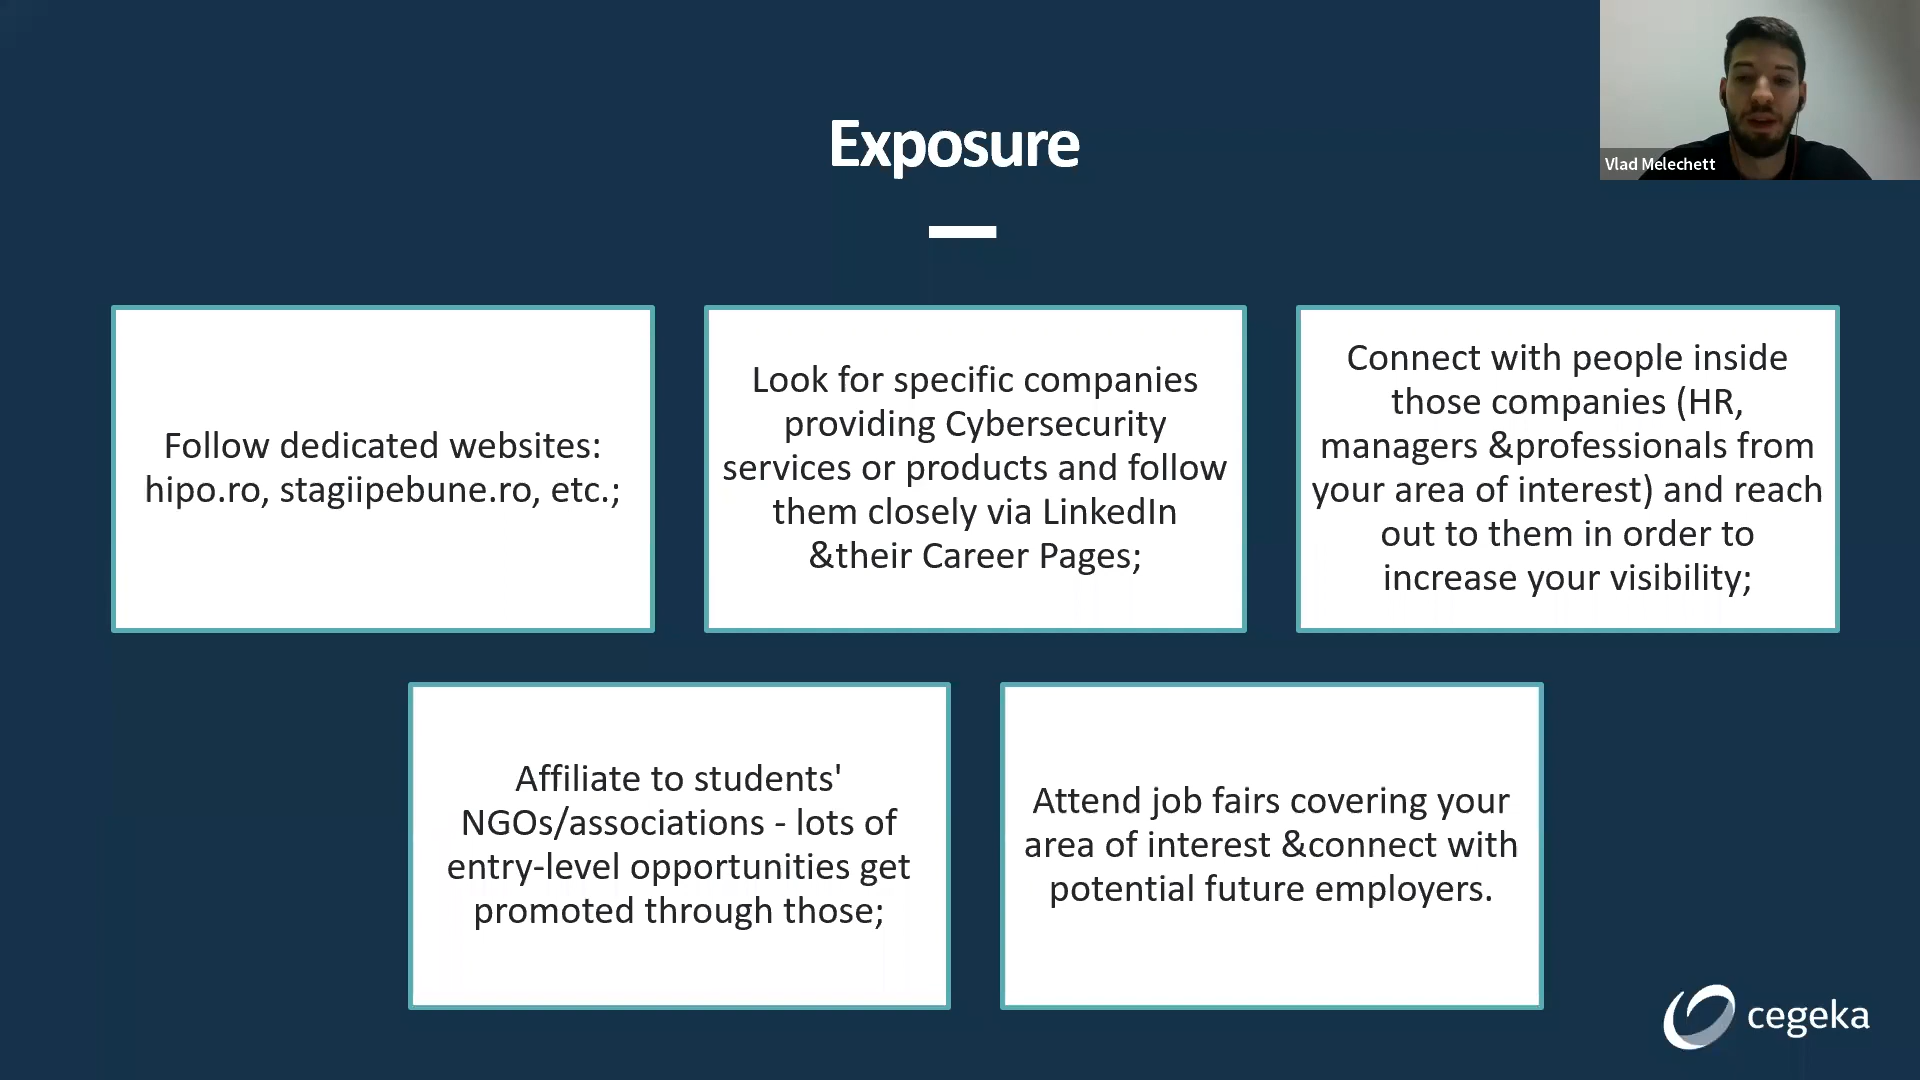 Exposure
Vlad Melechett
Follow dedicated websites:
hipo.ro, stagiipebune.ro, etc.;
Look for specific companies
providing Cybersecurity
services or products and follow
them closely via LinkedIn
&their Career Pages;
Connect with people inside
those companies (HR,
managers &professionals from
your area of interest) and reach
out to them in order to
increase your visibility;
Affiliate to students'
NGOs/associations - lots of
entry-level opportunities get
promoted through those;
Attend job fairs covering your
area of interest &connect with
potential future employers.
cegeka